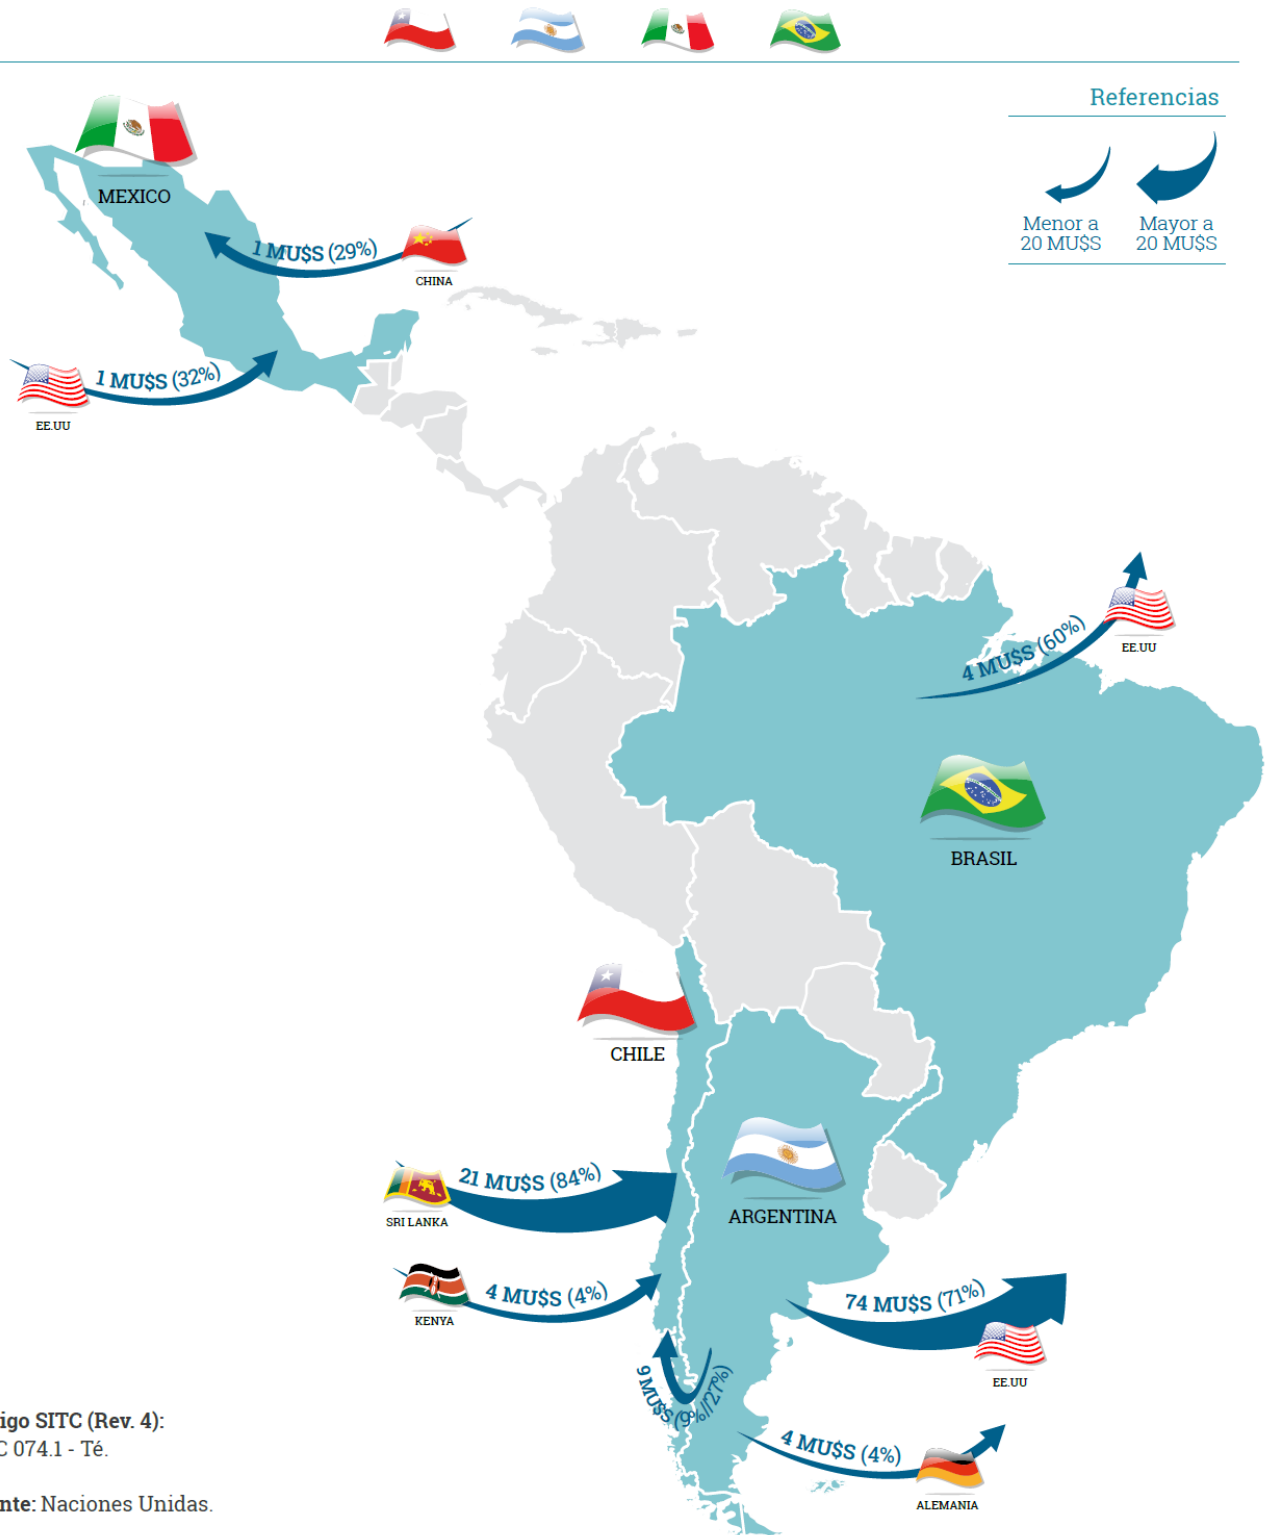 Referencias
Menor a
20 MU$S
Mayor a
20 MU$S
MEXICO
1 MU$S (29%)
CHINA
1 MU$S (32%)
EE.UU
4 MU$S (60%)
EE.UU
BRASIL
CHILE
ARGENTINA
21 MU$S (84%)
SRI LANKA
4 MU$S (4%)
KENYA
74 MU$S (71%)
EE.UU
9 MU$S (9%//27%)
4 MU$S (4%)
ALEMANIA
igo SITC (Rev. 4):
C 074.1 - Té.
nte: Naciones Unidas.